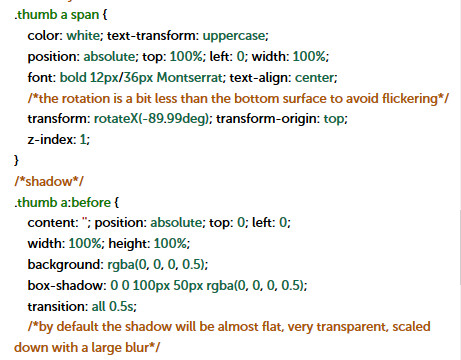 .thumb a span {
color: white; text-transform: uppercase;
position: absolute; top: 100%; left: 0; width: 100%;
font: bold 12px/36px Montserrat; text-align: center;
/*the rotation is a bit less than the bottom surface to avoid flickering*/
transform: rotateX(-89.99deg); transform-origin: top;
z-index: 1;
}
/*shadow*/
.thumb a:before {
content: ''; position: absolute; top: 0; left: 0;
width: 100%; height: 100%;
background: rgba(0, 0, 0, 0.5);
box-shadow: 0 0 100px 50px rgba(0, 0, 0, 0.5);
transition: all 0.5s;
/*by default the shadow will be almost flat, very transparent, scaled
down with a large blur*/